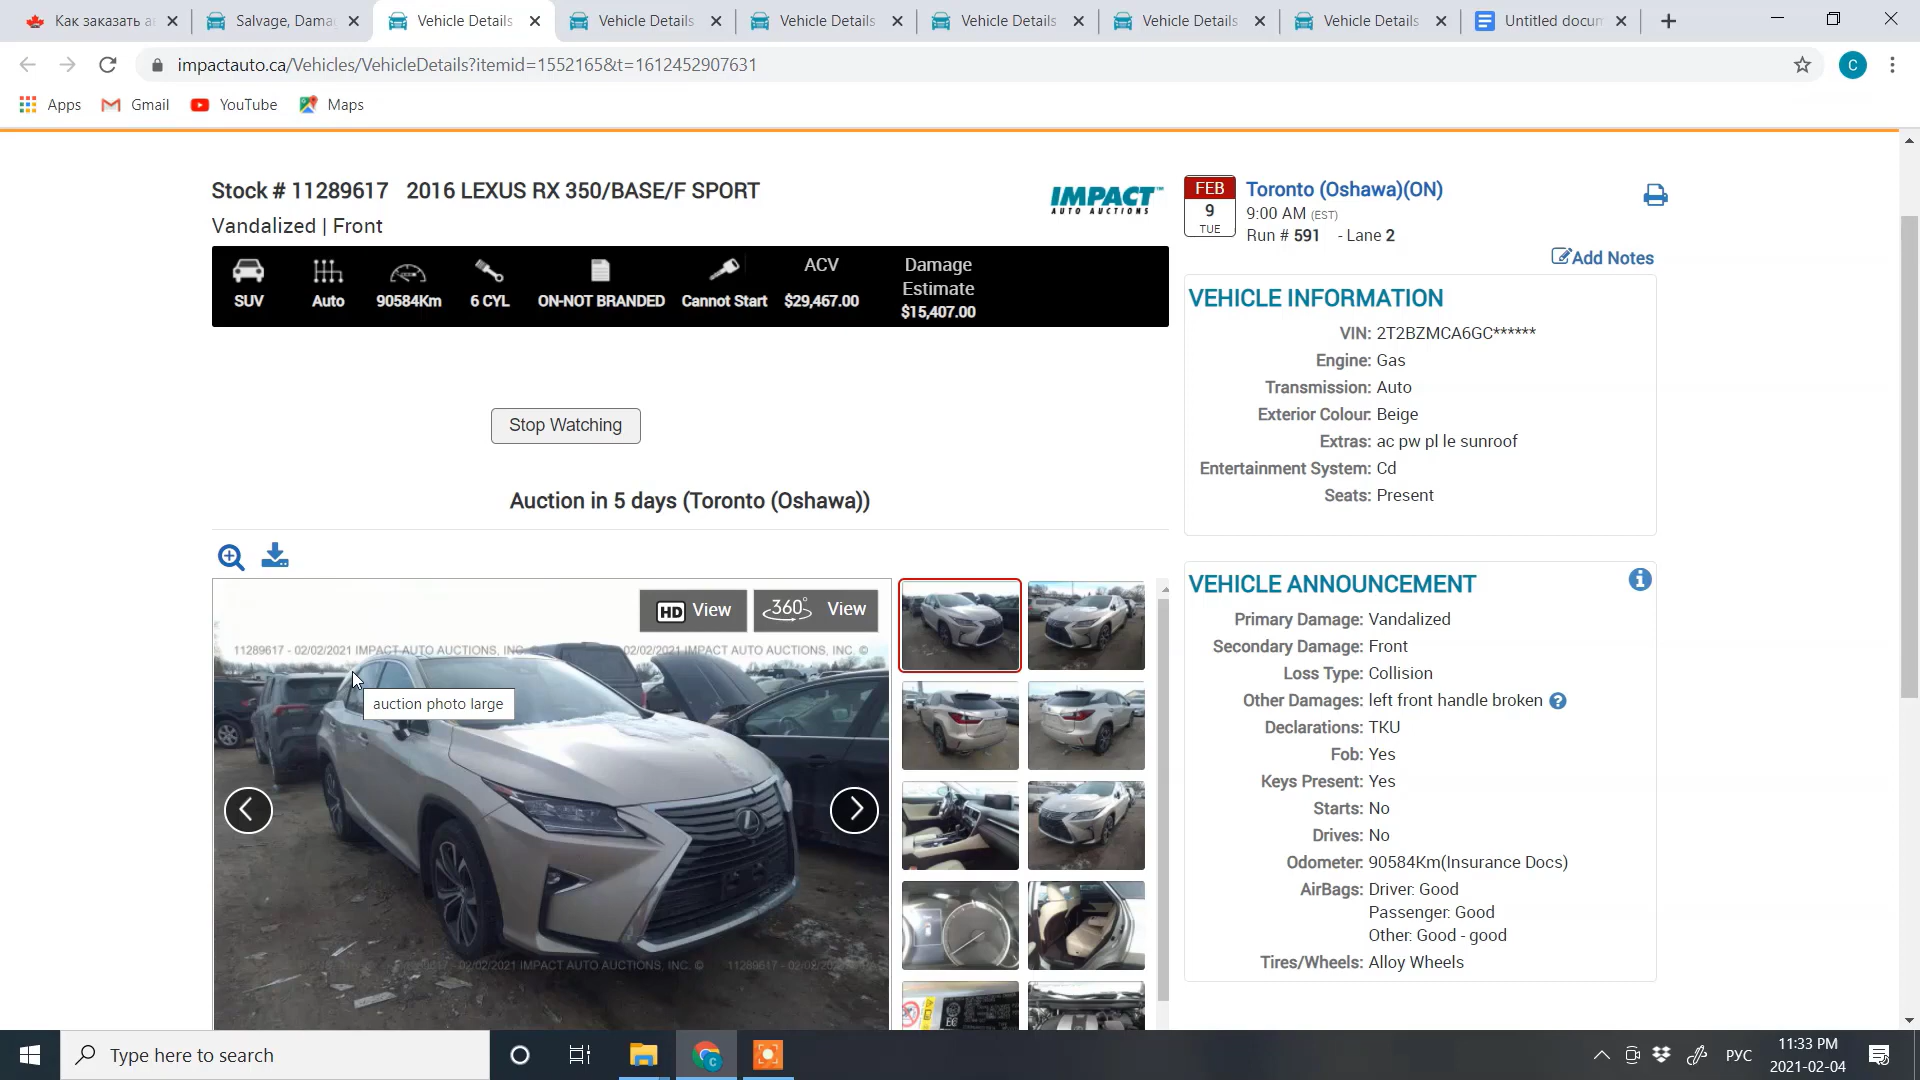 Как заказать а
Salvage, Dama
Vehicle Details
Vehicle Details
Vehicle Details
Vehicle Details
Vehicle Details
Vehicle Details
Untitled docum
impactauto.ca/Vehicles/VehicleDetails?itemid=1552165&t=1612452907631
C
Apps
Gmail
YouTube
Maps
Stock # 11289617 2016 LEXUS RX 350/BASE/F SPORT
Vandalized | Front
IMPACT™
AUTO AUCTIONS
SUV
Auto
90584Km
6 CYL
ON-NOT BRANDED
Cannot Start
ACV
$29,467.00
Damage
Estimate
$15,407.00
Stop Watching
Auction in 5 days (Toronto (Oshawa))
HD View
360° View
11289617 - 02/02/2021 IMPACT AUTO AUCTIONS, INC. ©
02/02/2021 IMPACT AUTO AUCTIONS, INC. ©
auction photo large
02/02/2021 IMPACT AUTO AUCTIONS, INC. ©
FEB
9
TUE
Toronto (Oshawa)(ON)
9:00 AM (EST)
Run # 591 - Lane 2
Add Notes
VEHICLE INFORMATION
VIN: 2T2BZMCA6GC******
Engine: Gas
Transmission: Auto
Exterior Colour: Beige
Extras: ac pw pl le sunroof
Entertainment System: Cd
Seats: Present
VEHICLE ANNOUNCEMENT
Primary Damage: Vandalized
Secondary Damage: Front
Loss Type: Collision
Other Damages: left front handle broken
Declarations: TKU
Fob: Yes
Keys Present: Yes
Starts: No
Drives: No
Odometer: 90584Km(Insurance Docs)
AirBags: Driver: Good
Passenger: Good
Other: Good - good
Tires/Wheels: Alloy Wheels
Type here to search
РУС
11:33 PM
2021-02-04